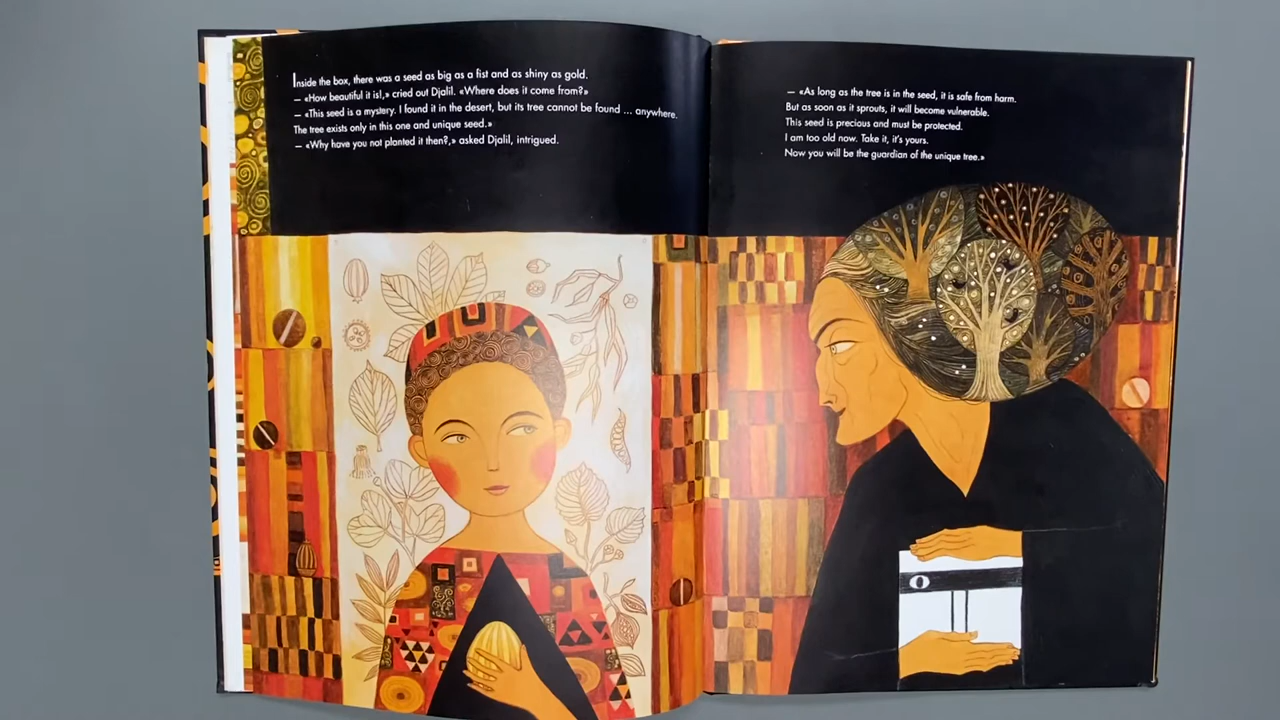 Inside the box, there was a seed as big as a fist and as shiny as gold.
– «How beautiful it is!,» cried out Djalil. «Where does it come from?»
– «This seed is a mystery. I found it in the desert, but its tree cannot be found ... anywhere.
The tree exists only in this one and unique seed.»
– «Why have you not planted it then?,» asked Djalil, intrigued.
– «As long as the tree is in the seed, it is safe from harm.
But as soon as it sprouts, it will become vulnerable.
This seed is precious and must be protected.
I am too old now. Take it, it's yours.
Now you will be the guardian of the unique tree.»